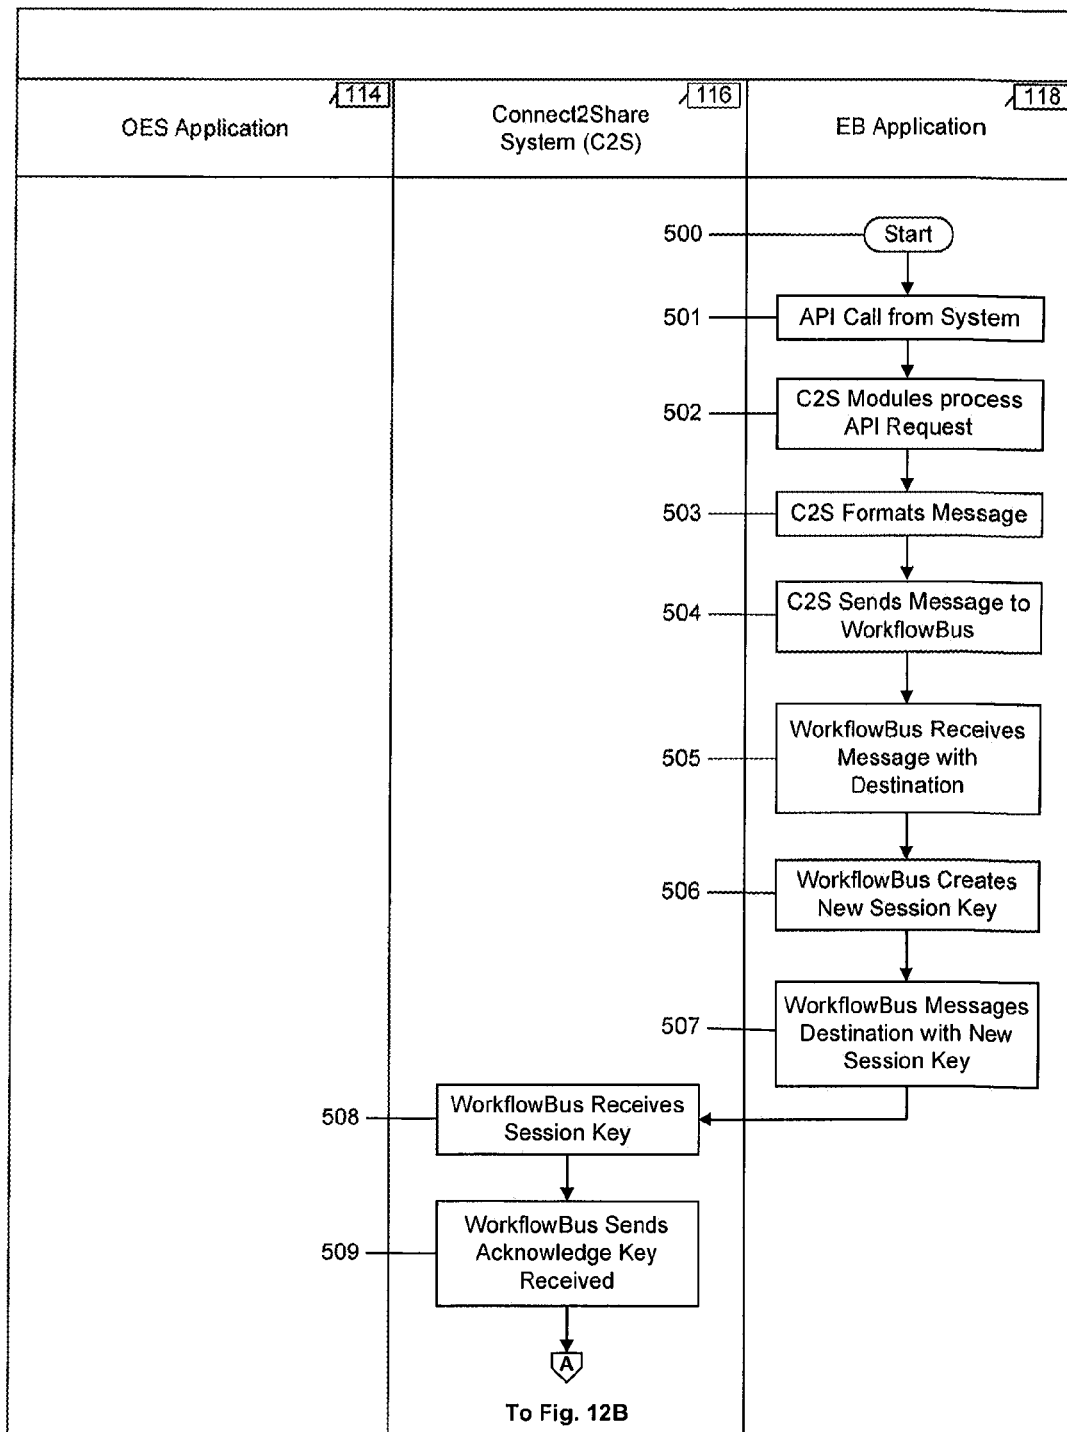 114
OES Application
116
Connect2Share
System (C2S)
118
EB Application
500
Start
501
API Call from System
502
C2S Modules process
API Request
503
C2S Formats Message
504
C2S Sends Message to
WorkflowBus
505
WorkflowBus Receives
Message with
Destination
506
WorkflowBus Creates
New Session Key
507
WorkflowBus Messages
Destination with New
Session Key
508
WorkflowBus Receives
Session Key
509
WorkflowBus Sends
Acknowledge Key
Received
A
To Fig. 12B